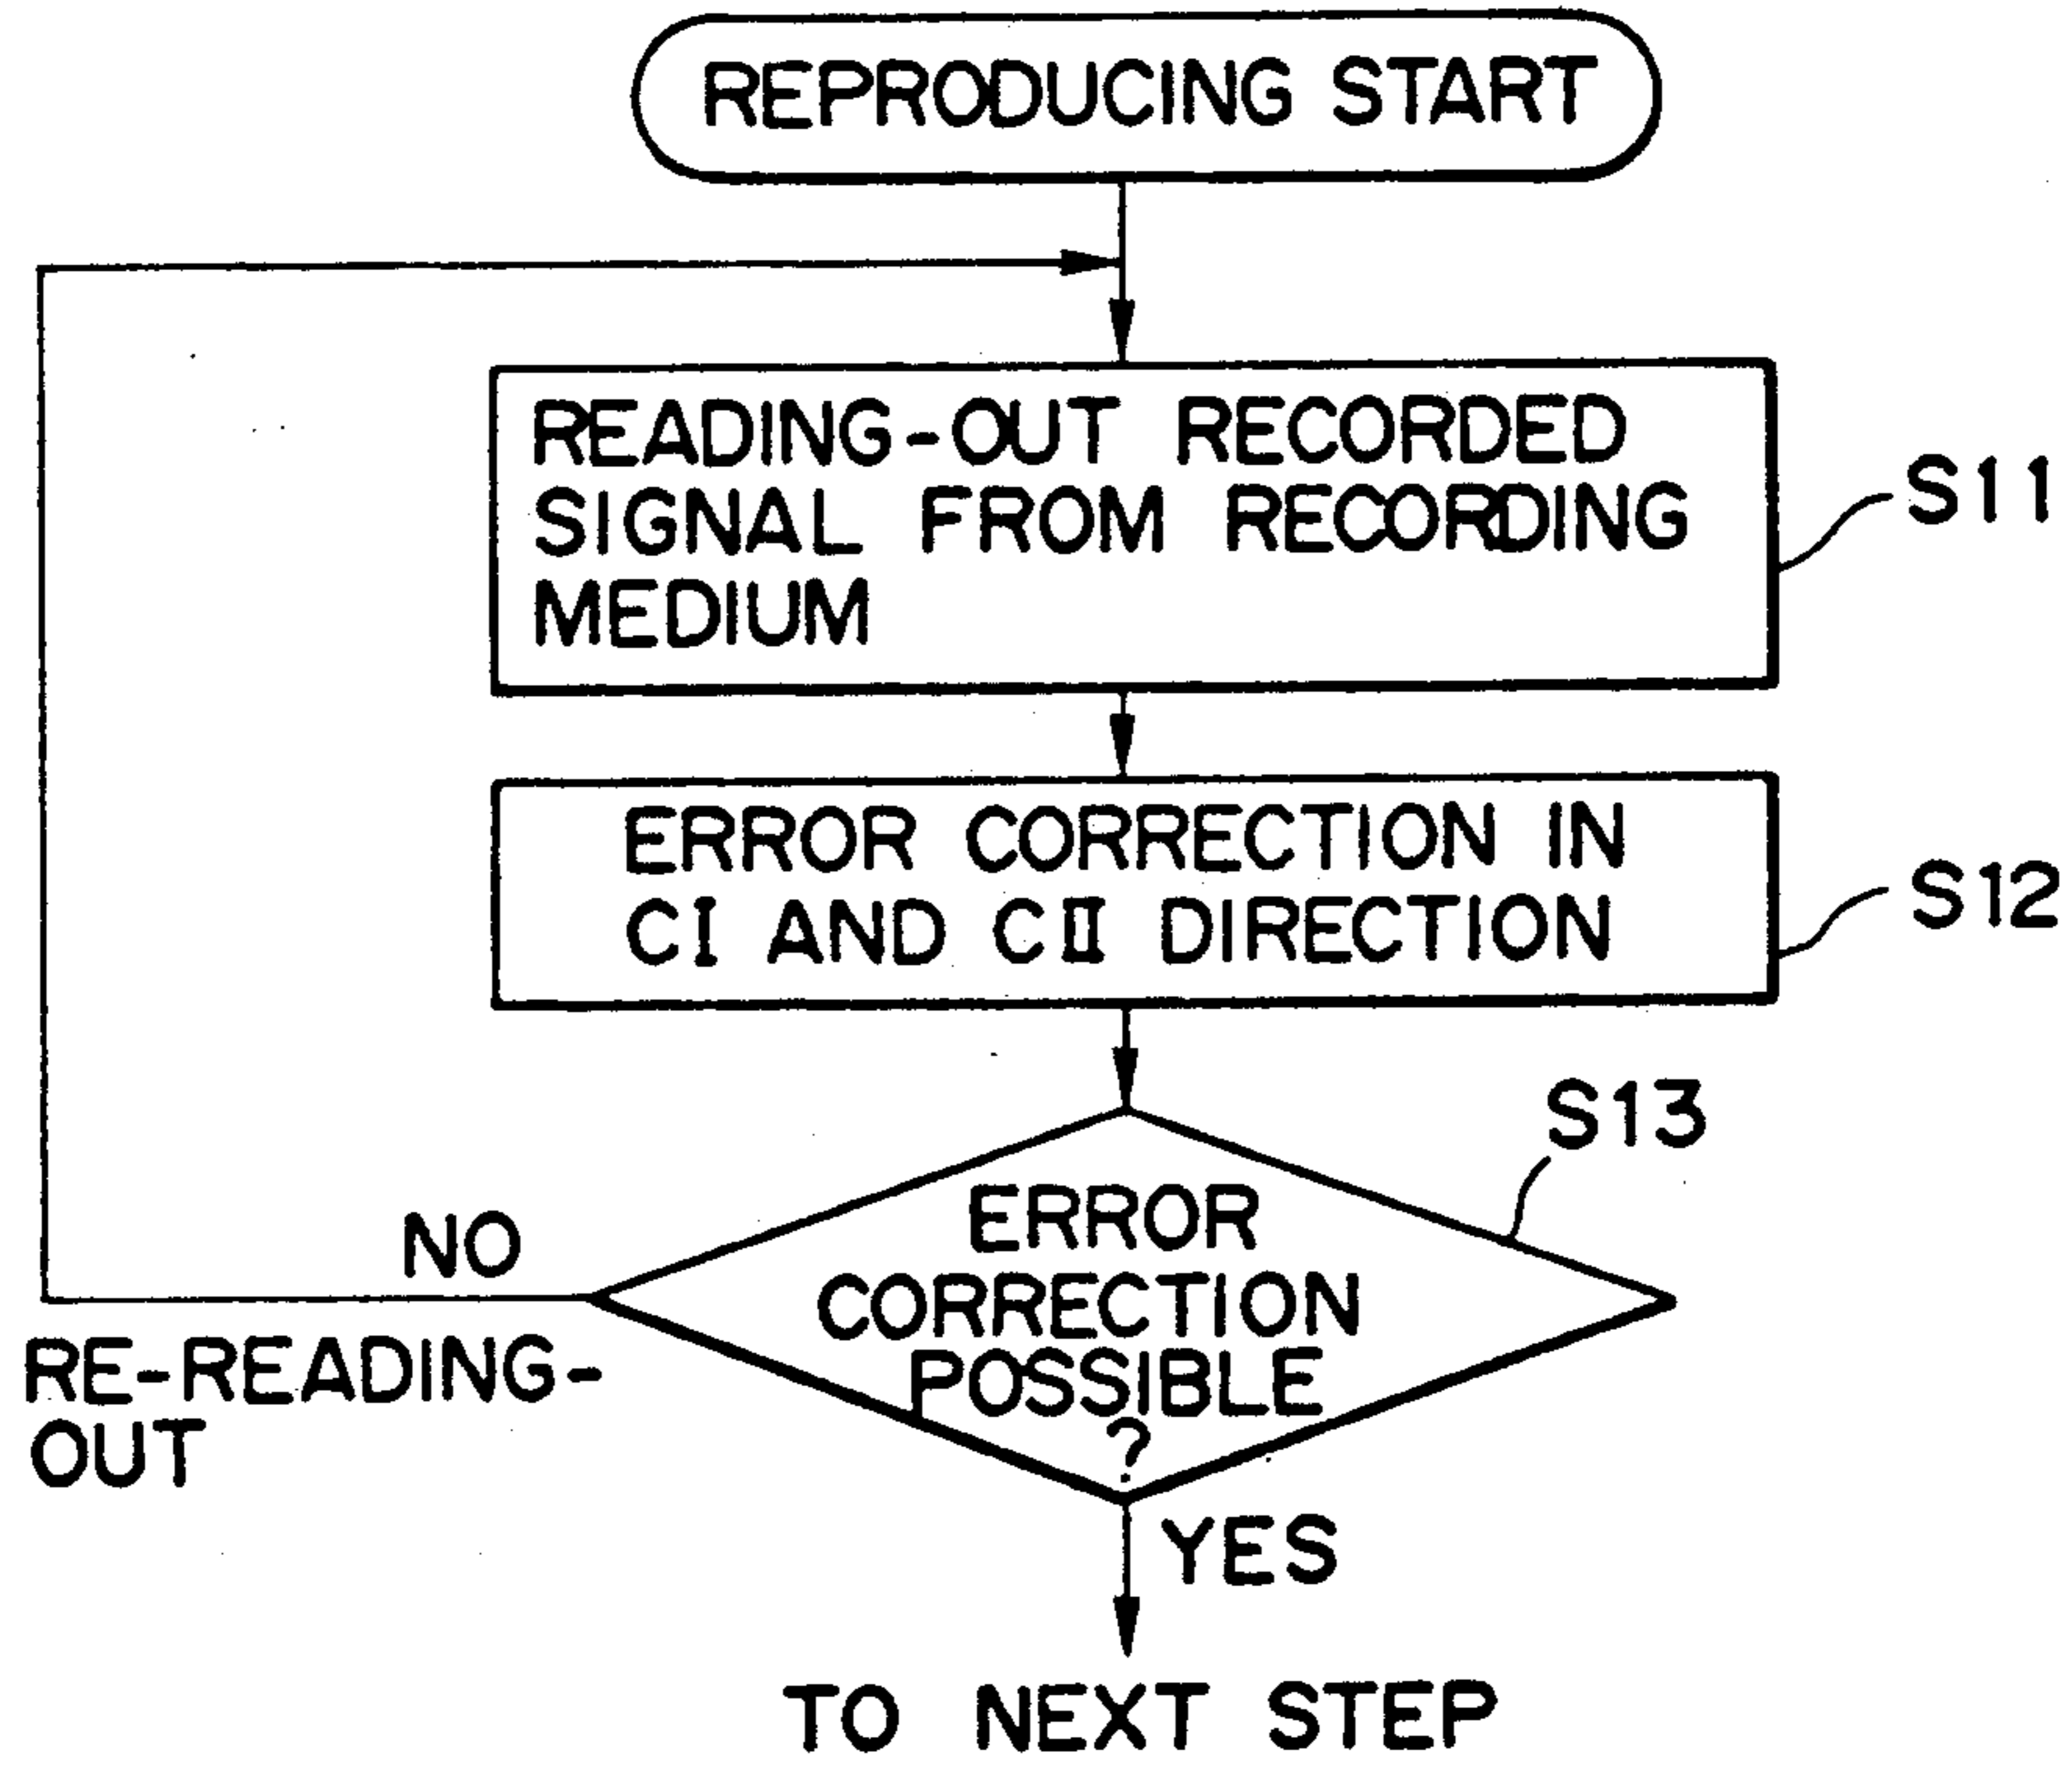 REPRODUCING START
READING-OUT RECORDED
SIGNAL FROM RECORDING
MEDIUM
S11
ERROR CORRECTION IN
CI AND CII DIRECTION
S12
S13
ERROR
CORRECTION
POSSIBLE
?
NO
RE-READING-
OUT
YES
TO NEXT STEP